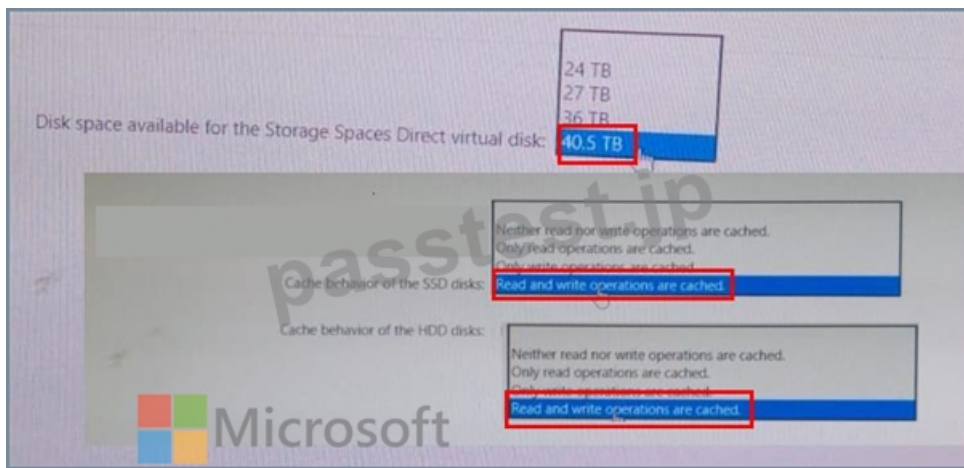 24 TB
27 TB
36 TB
Disk space available for the Storage Spaces Direct virtual disk: 40.5 TB
passtest.jp
Neither read nor write operations are cached.
Only read operations are cached.
Only write operations are cached.
Cache behavior of the SSD disks: Read and write operations are cached.
Cache behavior of the HDD disks:
Neither read nor write operations are cached.
Only read operations are cached.
Only write operations are cached.
Read and write operations are cached.
Microsoft